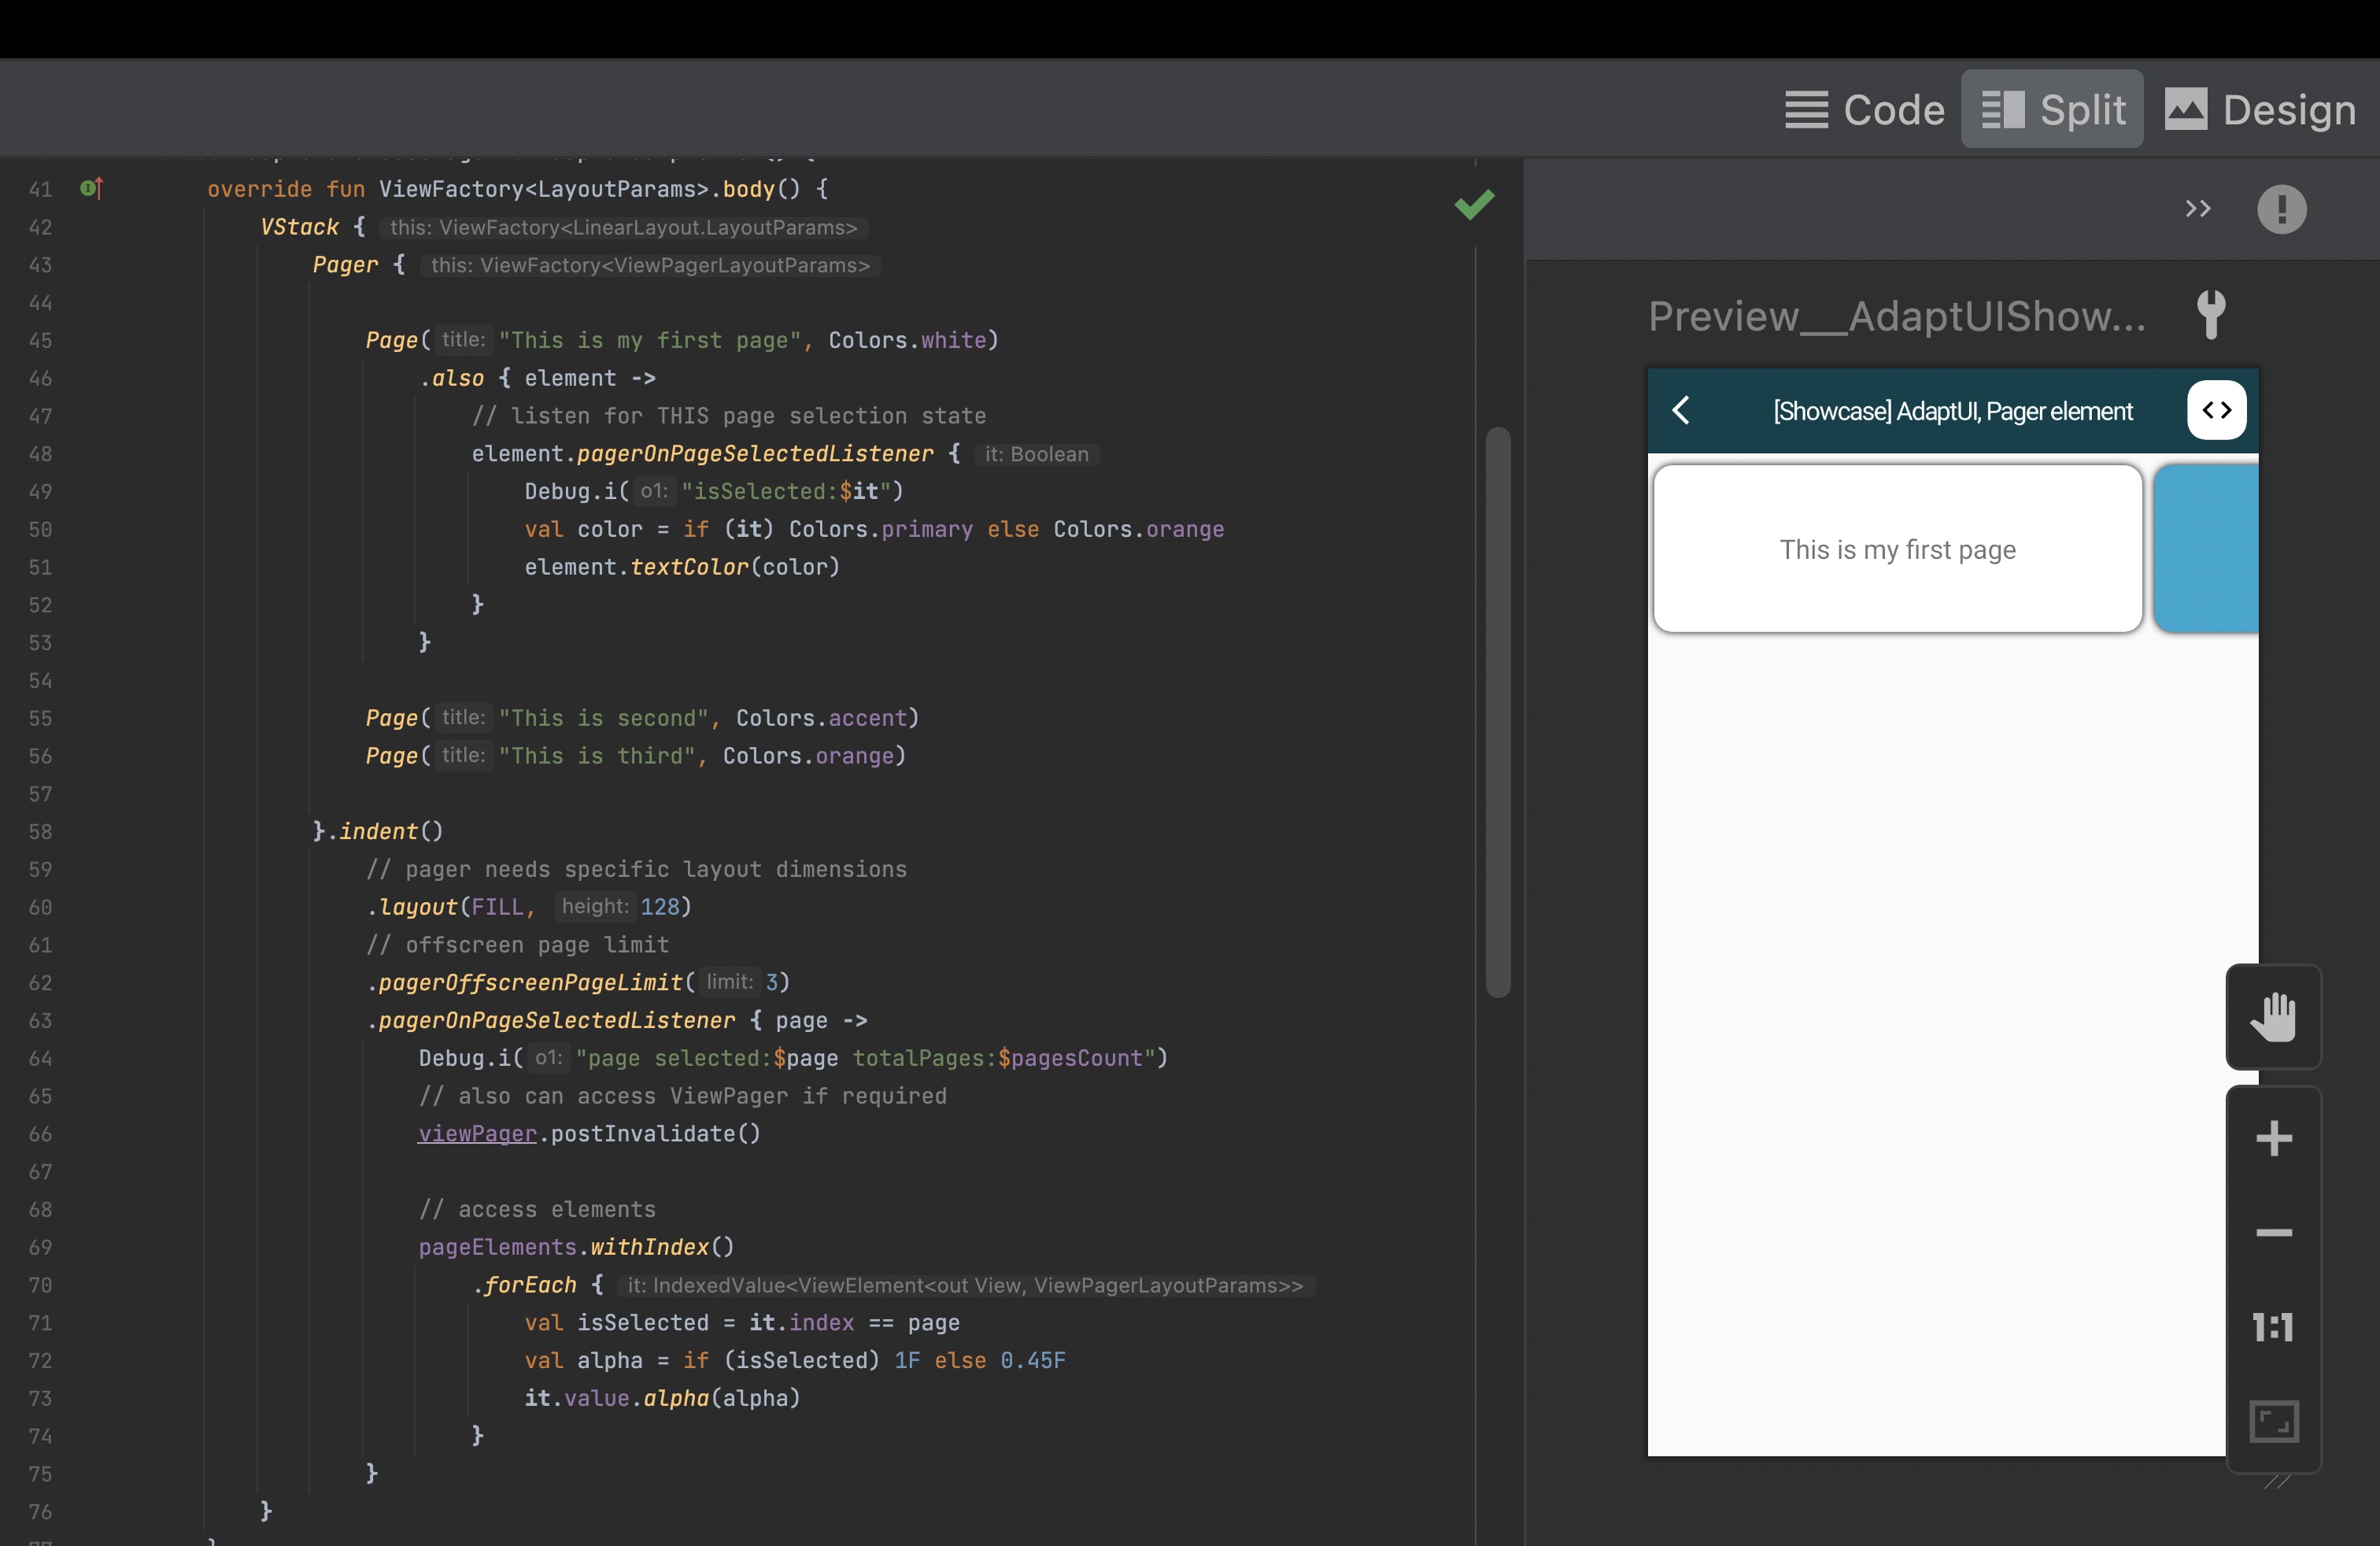 Code Split Design
41 override fun ViewFactory<LayoutParams>.body() {
42 VStack { this: ViewFactory<LinearLayout.LayoutParams>
43 Pager { this: ViewFactory<ViewPagerLayoutParams>
44
45 Page( title: "This is my first page", Colors.white)
46 .also { element ->
47 // listen for THIS page selection state
48 element.pagerOnPageSelectedListener { it: Boolean
49 Debug.i( o1: "isSelected:$it")
50 val color = if (it) Colors.primary else Colors.orange
51 element.textColor(color)
52 }
53 }
54
55 Page( title: "This is second", Colors.accent)
56 Page( title: "This is third", Colors.orange)
57
58 }.indent()
59 // pager needs specific layout dimensions
60 .layout(FILL, height: 128)
61 // offscreen page limit
62 .pagerOffscreenPageLimit( limit: 3)
63 .pagerOnPageSelectedListener { page ->
64 Debug.i( o1: "page selected:$page totalPages:$pagesCount")
65 // also can access ViewPager if required
66 viewPager.postInvalidate()
67
68 // access elements
69 pageElements.withIndex()
70 .forEach { it: IndexedValue<ViewElement<out View, ViewPagerLayoutParams>>
71 val isSelected = it.index == page
72 val alpha = if (isSelected) 1F else 0.45F
73 it.value.alpha(alpha)
74 }
75 }
76 }
Preview__AdaptUIShow...
[Showcase] AdaptUI, Pager element
This is my first page
1:1